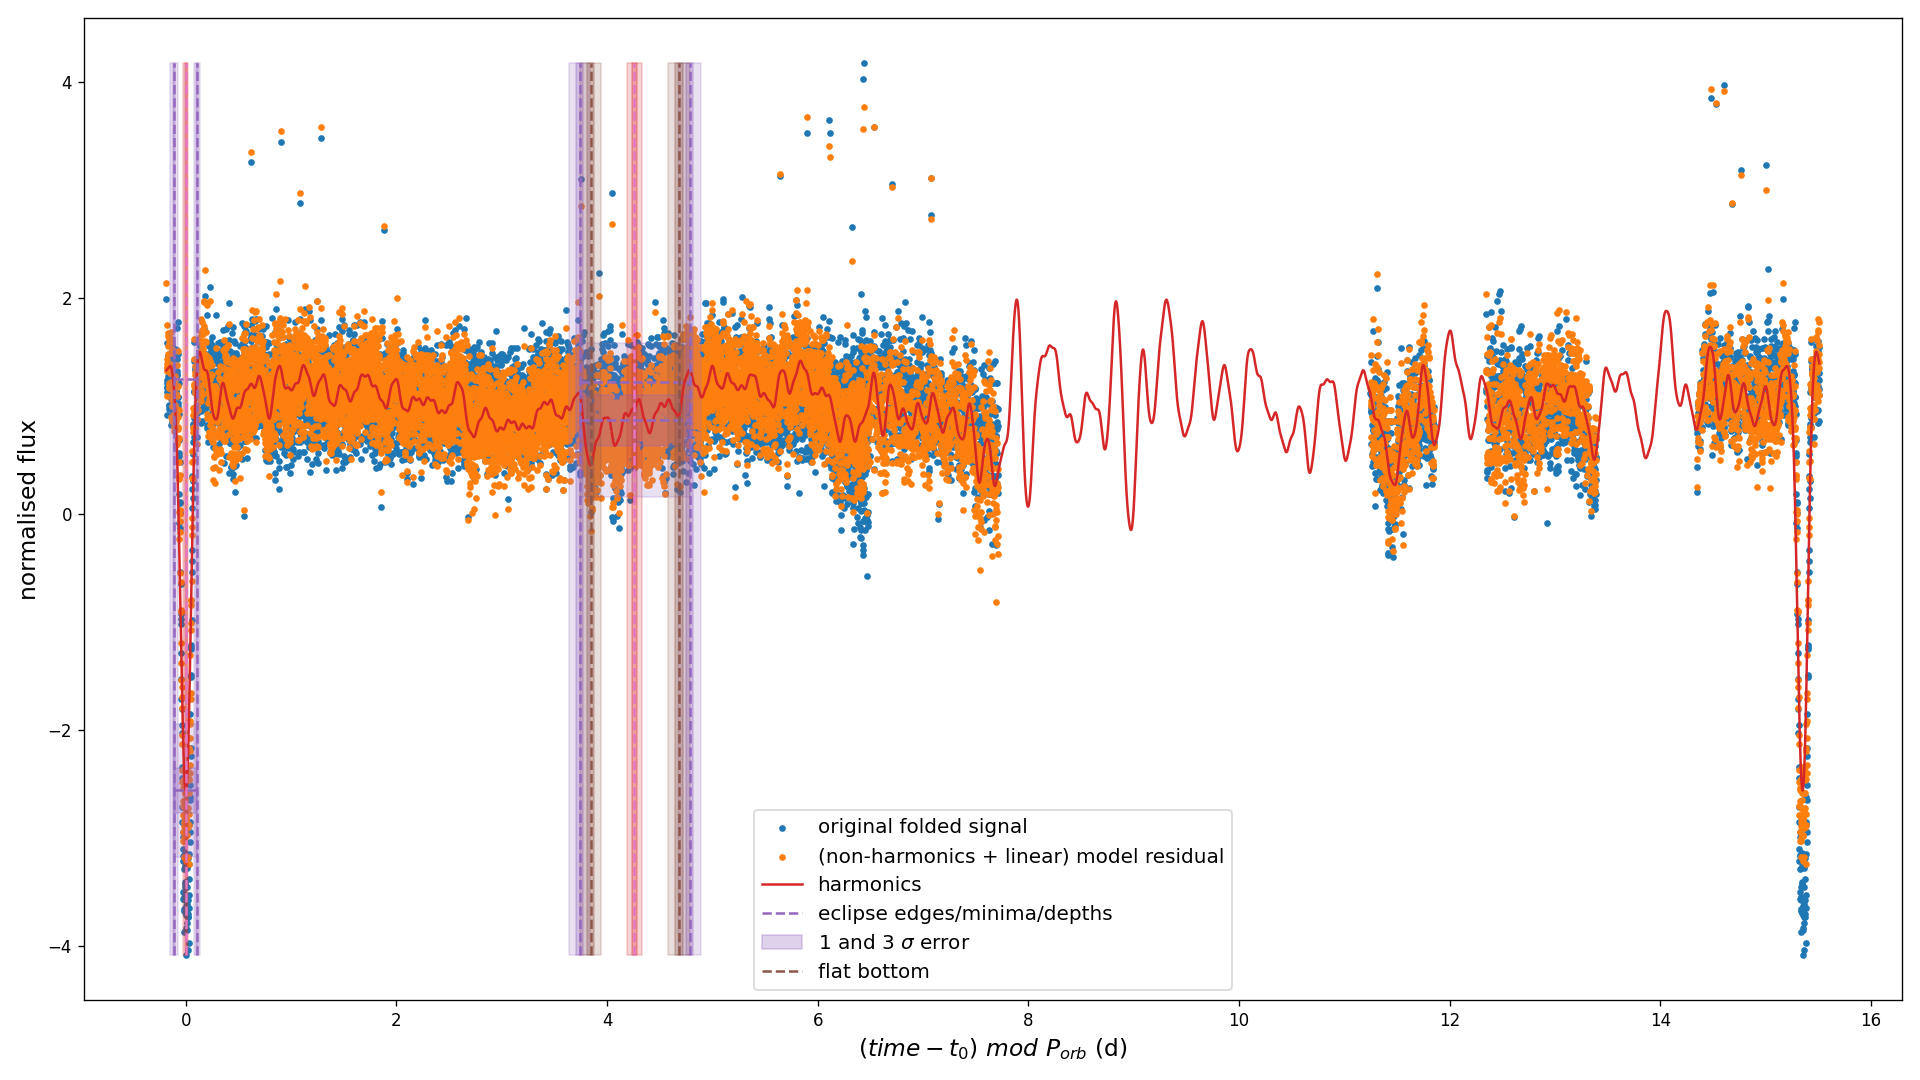 4
2
0
−2
−4
normalised flux
original folded signal
(non-harmonics + linear) model residual
harmonics
eclipse edges/minima/depths
1 and 3 σ error
flat bottom
0 2 4 6 8 10 12 14 16
(time − t₀) mod P_orb (d)